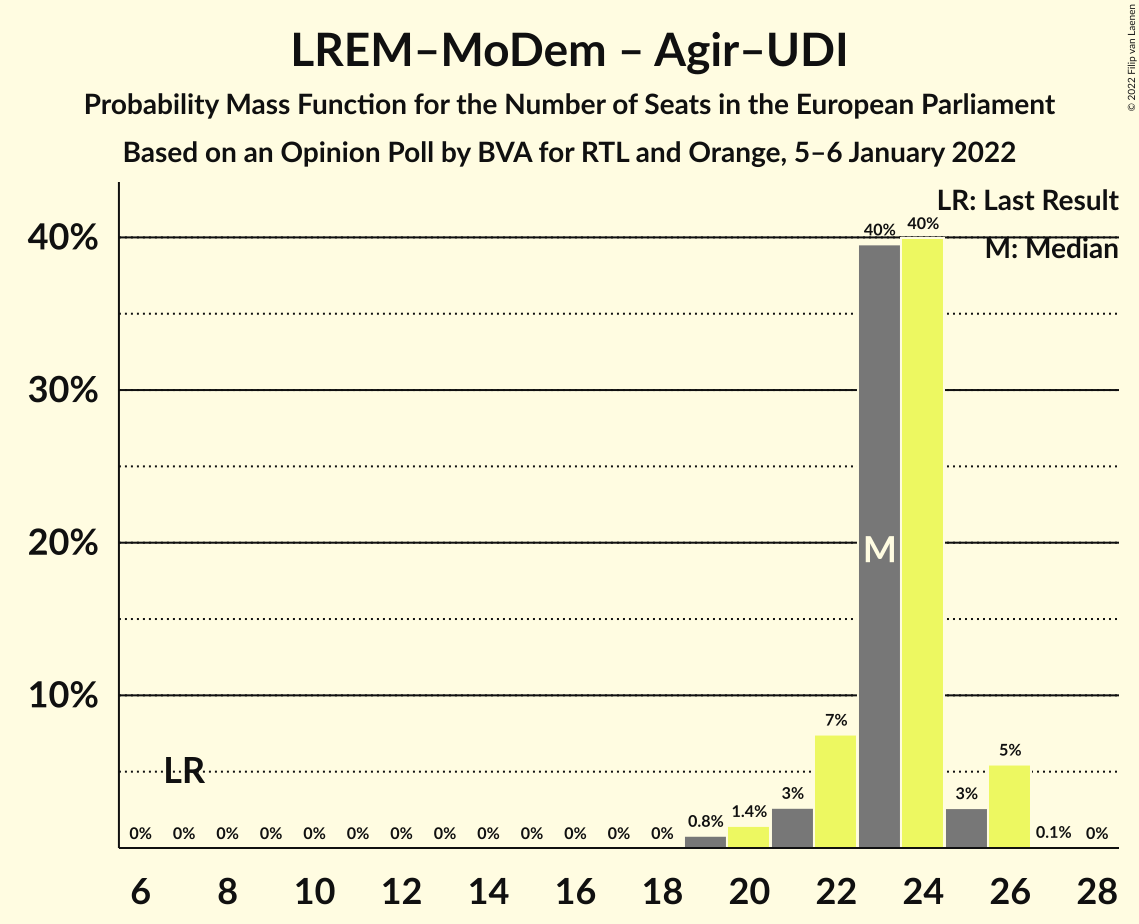 LREM–MoDem – Agir–UDI
Probability Mass Function for the Number of Seats in the European Parliament
Based on an Opinion Poll by BVA for RTL and Orange, 5–6 January 2022
© 2022 Filip van Laenen
LR: Last Result
M: Median
40%
30%
20%
10%
40% 40%
M
LR
0% 0% 0% 0% 0% 0% 0% 0% 0% 0% 0% 0% 0% 0.8% 1.4% 3% 7% 3% 5% 0.1% 0%
6 8 10 12 14 16 18 20 22 24 26 28